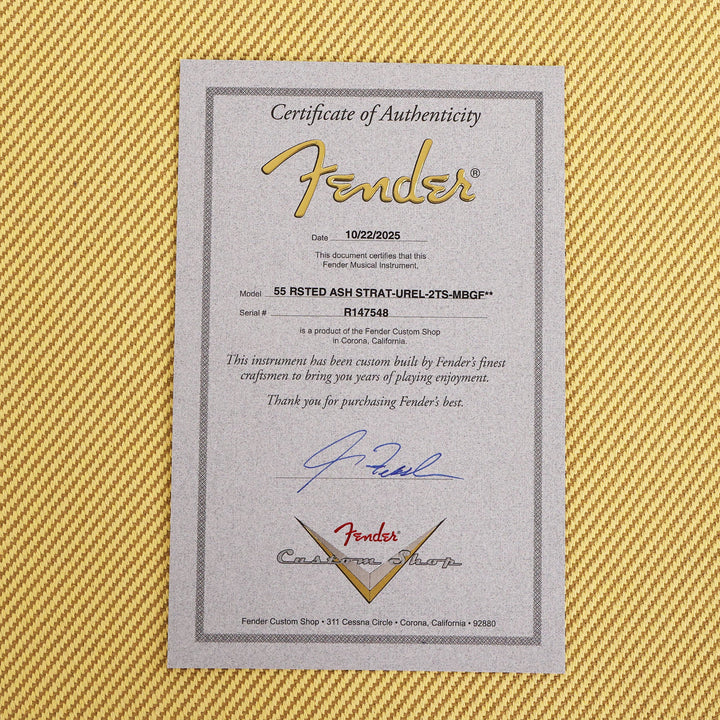 Certificate of Authenticity
Fender®
Date 10/22/2025
This document certifies that this
Fender Musical Instrument,
Model 55 RSTED ASH STRAT-UREL-2TS-MBGF**
Serial # R147548
is a product of the Fender Custom Shop
in Corona, California.
This instrument has been custom built by Fender's finest
craftsmen to bring you years of playing enjoyment.
Thank you for purchasing Fender's best.
Fender®
Custom Shop
Fender Custom Shop • 311 Cessna Circle • Corona, California • 92880